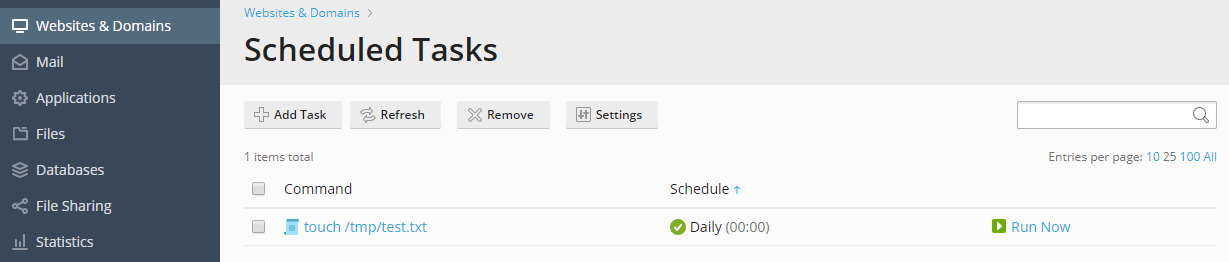 Websites & Domains
Mail
Applications
Files
Databases
File Sharing
Statistics
Websites & Domains >
Scheduled Tasks
Add Task Refresh Remove Settings
1 items total Entries per page: 10 25 100 All
Command Schedule ↑
touch /tmp/test.txt Daily (00:00) Run Now